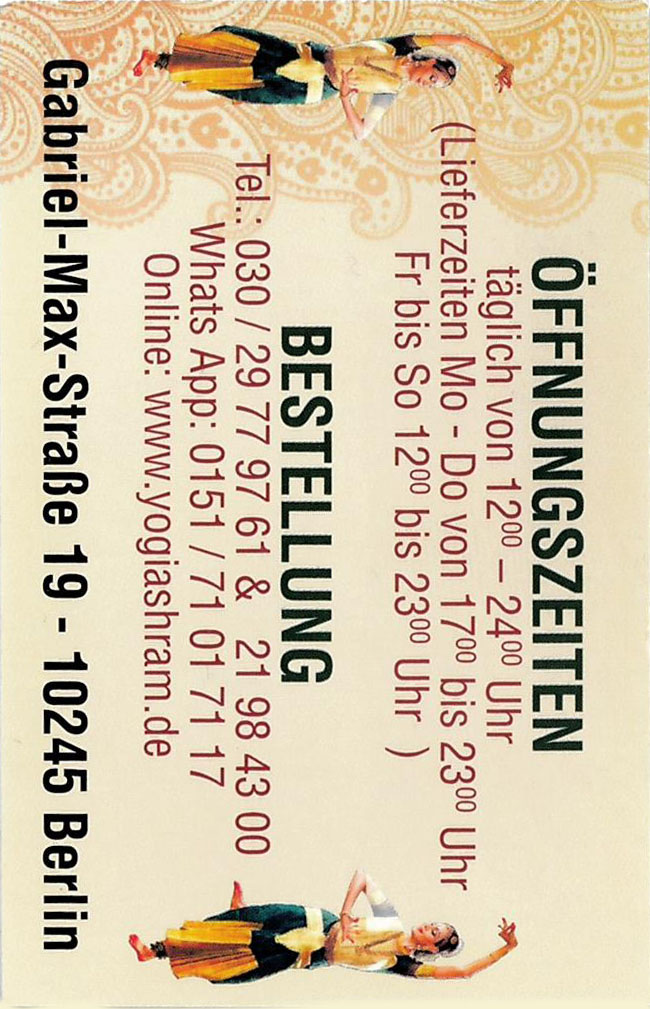 ÖFFNUNGSZEITEN
täglich von 12⁰⁰ – 24⁰⁰ Uhr
(Lieferzeiten Mo - Do von 17⁰⁰ bis 23⁰⁰ Uhr
Fr bis So 12⁰⁰ bis 23⁰⁰ Uhr )
BESTELLUNG
Tel.: 030 / 29 77 97 61 & 21 98 43 00
Whats App: 0151 / 71 01 71 17
Online: www.yogiashram.de
Gabriel-Max-Straße 19 - 10245 Berlin